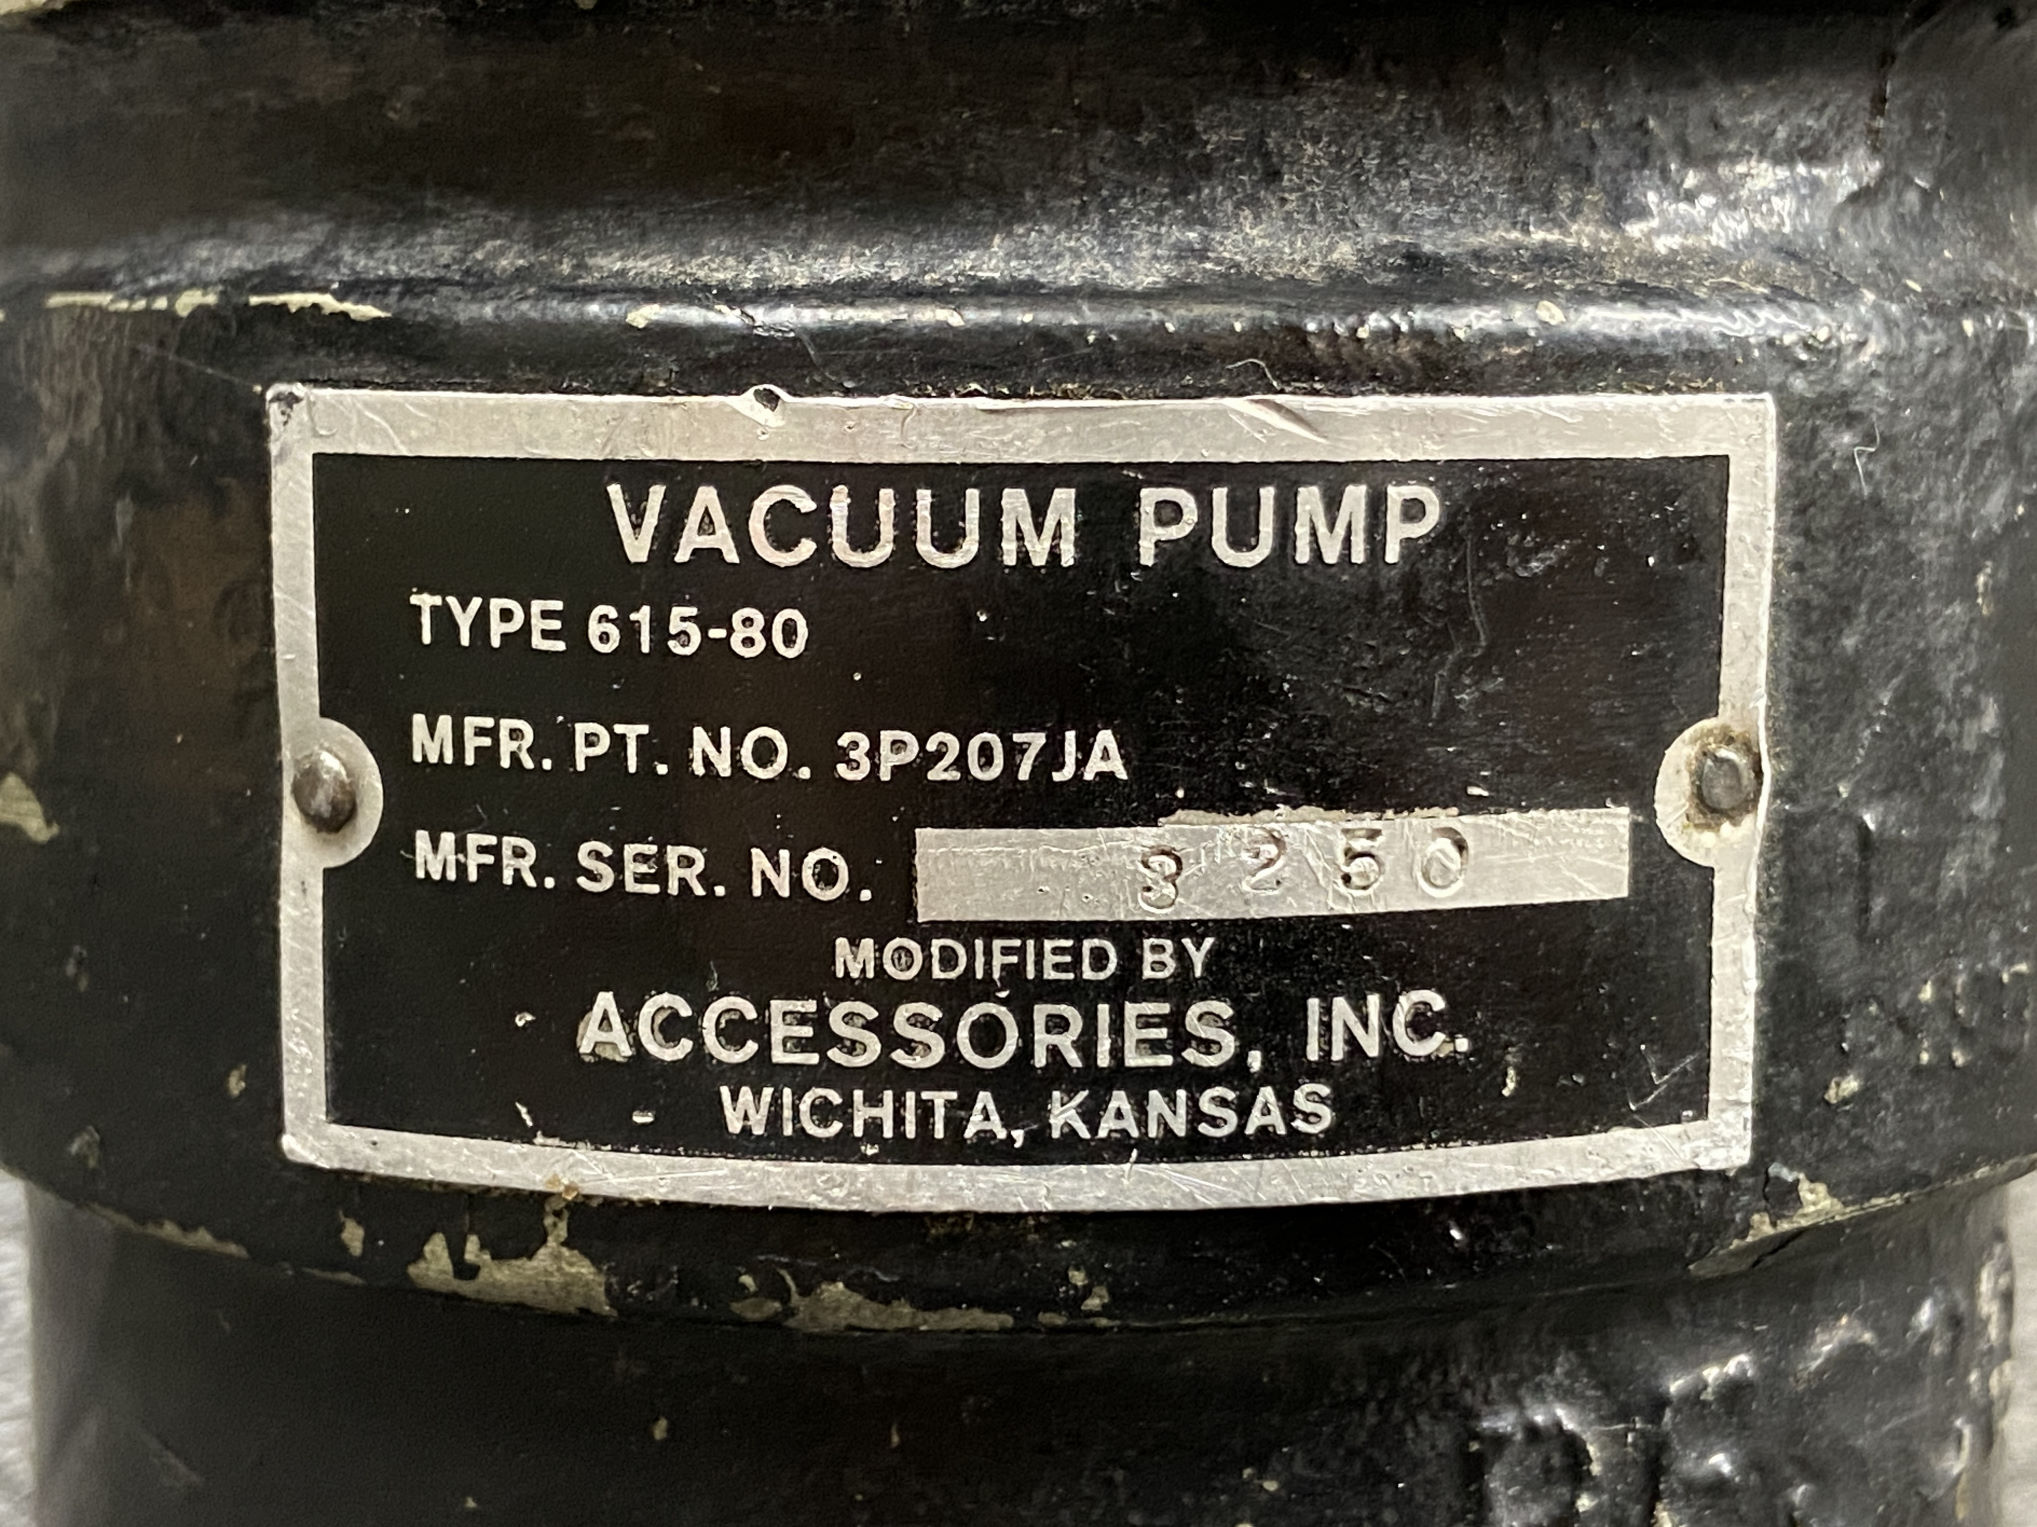 VACUUM PUMP
TYPE 615-80
MFR. PT. NO. 3P207JA
MFR. SER. NO. 3250
MODIFIED BY
ACCESSORIES, INC.
WICHITA, KANSAS